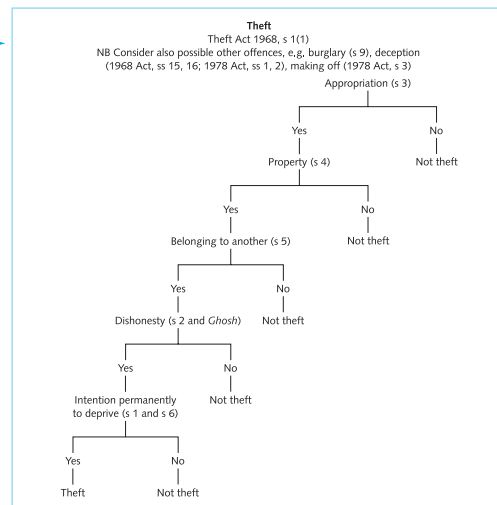 Theft
Theft Act 1968, s 1(1)
NB Consider also possible other offences, e,g, burglary (s 9), deception
(1968 Act, ss 15, 16; 1978 Act, ss 1, 2), making off (1978 Act, s 3)
Appropriation (s 3)
Yes No
Property (s 4) Not theft
Yes No
Belonging to another (s 5) Not theft
Yes No
Dishonesty (s 2 and Ghosh) Not theft
Yes No
Intention permanently Not theft
to deprive (s 1 and s 6)
Yes No
Theft Not theft